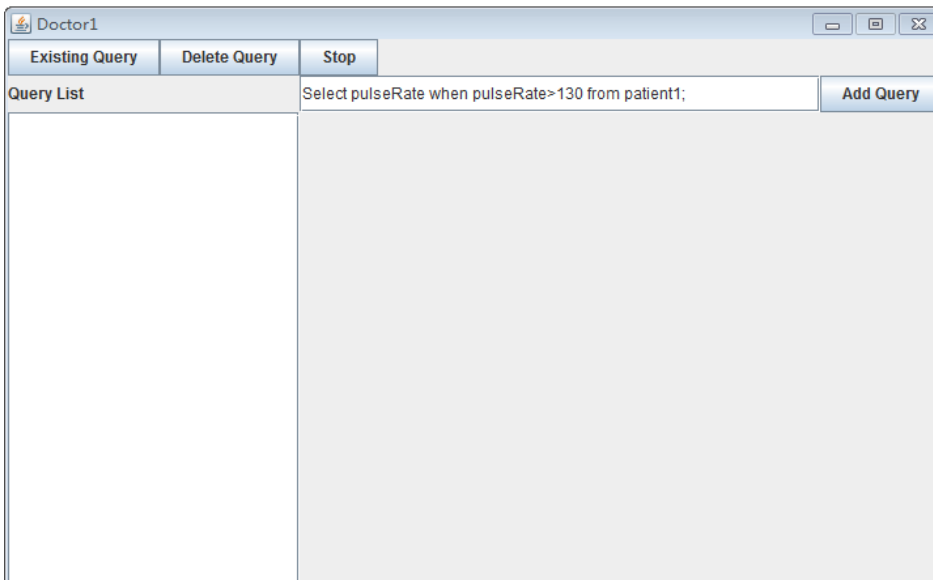 Doctor1
Existing Query Delete Query Stop
Query List Select pulseRate when pulseRate>130 from patient1; Add Query